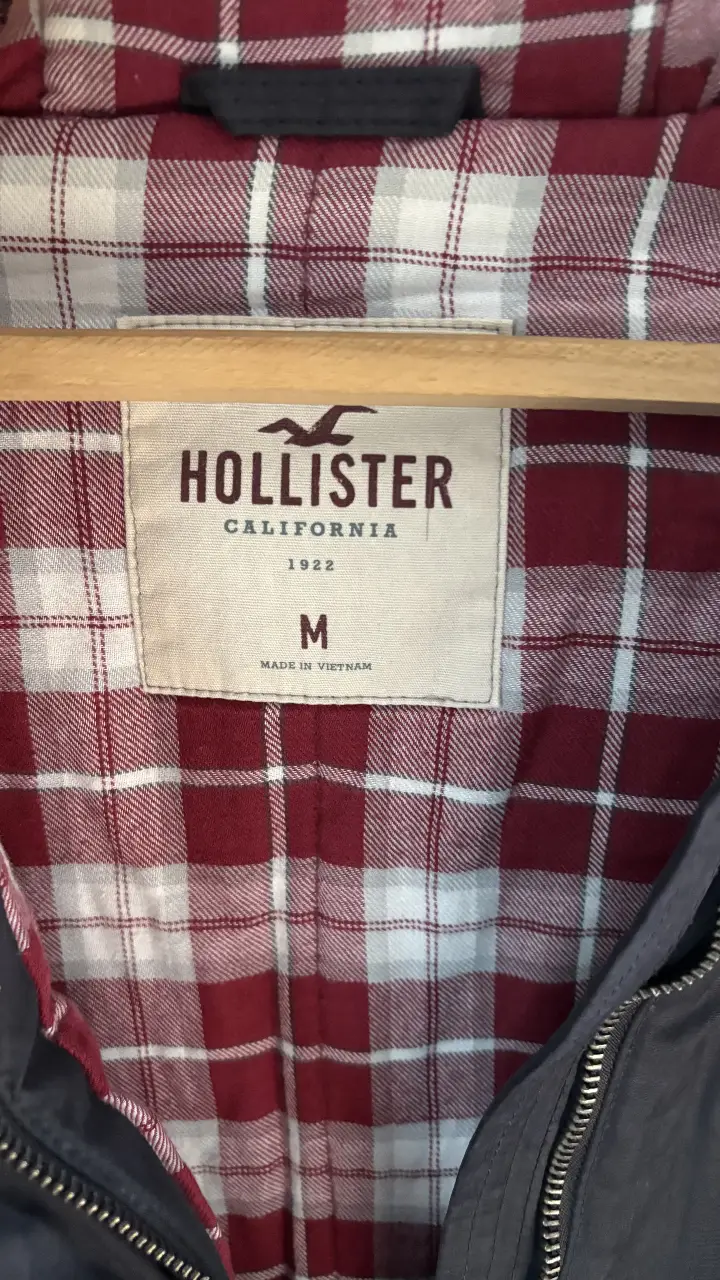 HOLLISTER
CALIFORNIA
1922
M
MADE IN VIETNAM